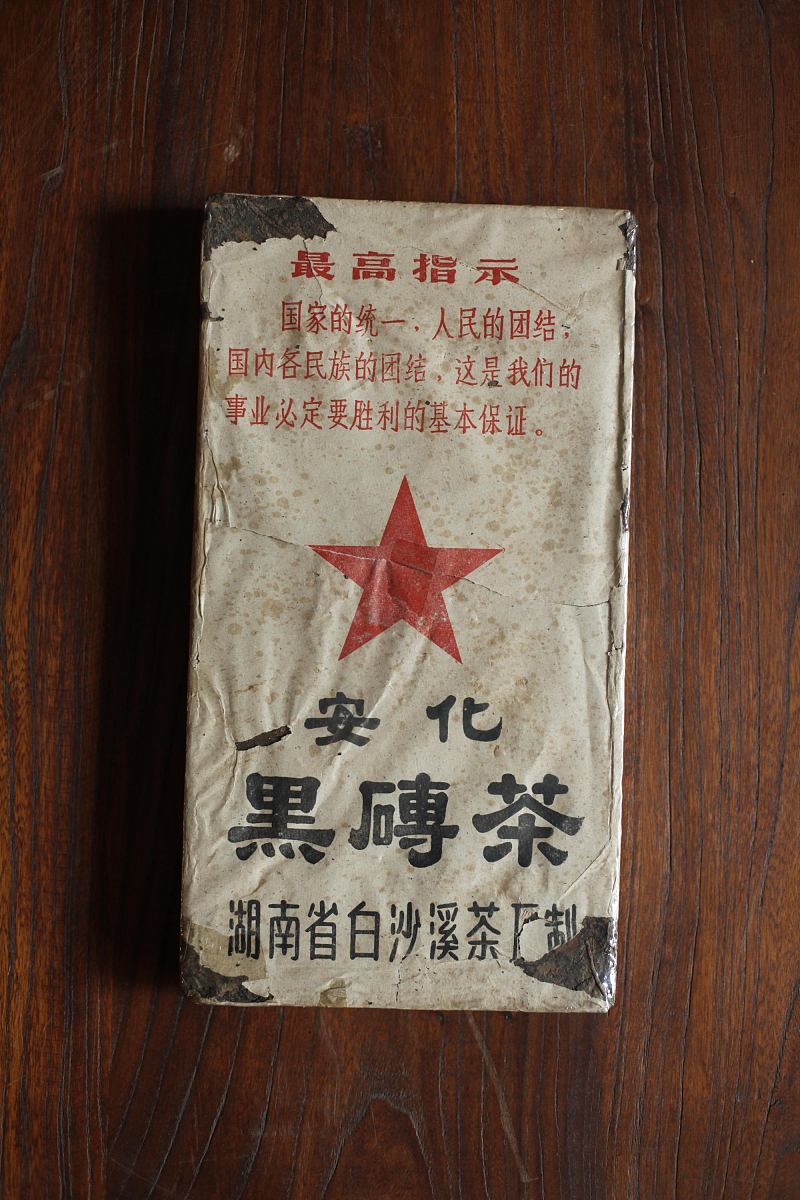 最高指示
国家的统一，人民的团结，
国内各民族的团结，这是我们的
事业必定要胜利的基本保证。
安化
黑磚茶
湖南省白沙溪茶厂制